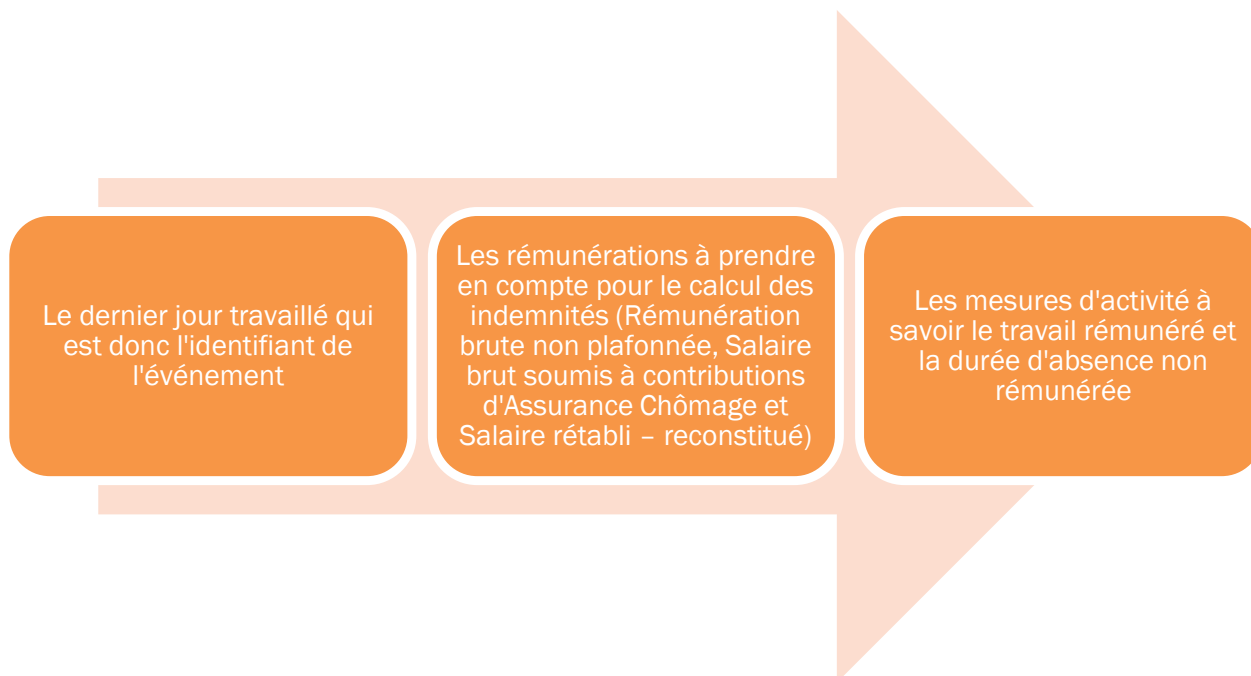 Le dernier jour travaillé qui
est donc l'identifiant de
l'événement
Les rémunérations à prendre
en compte pour le calcul des
indemnités (Rémunération
brute non plafonnée, Salaire
brut soumis à contributions
d'Assurance Chômage et
Salaire rétabli – reconstitué)
Les mesures d'activité à
savoir le travail rémunéré et
la durée d'absence non
rémunérée